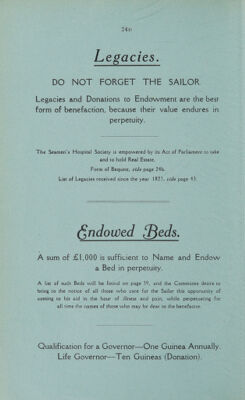 24B
Legacies.
DO NOT FORGET THE SAILOR.
Legacies and Donations to Endowment are the best
form of benefaction, because their value endures in
perpetuity.
The Seamen's Hospital Society is empowered by its Act of Parliament to take
and to hold Real Estate.
Form of Bequest, vide page 24b.
List of Legacies received since the year 1821, vide page 43.
Endowed Beds.
A sum of £1,000 is sufficient to Name and Endow
a Bed in perpetuity.
A list of such Beds will be found on page 39, and the Committee desire to
bring to the notice of all those who care for the Sailor this opportunity of
coming to his aid in the hour of illness and pain, while perpetuating for
all time the names of those who may be dear to the benefactor.
Qualification for a Governor—One Guinea Annually.
Life Governor—Ten Guineas (Donation).